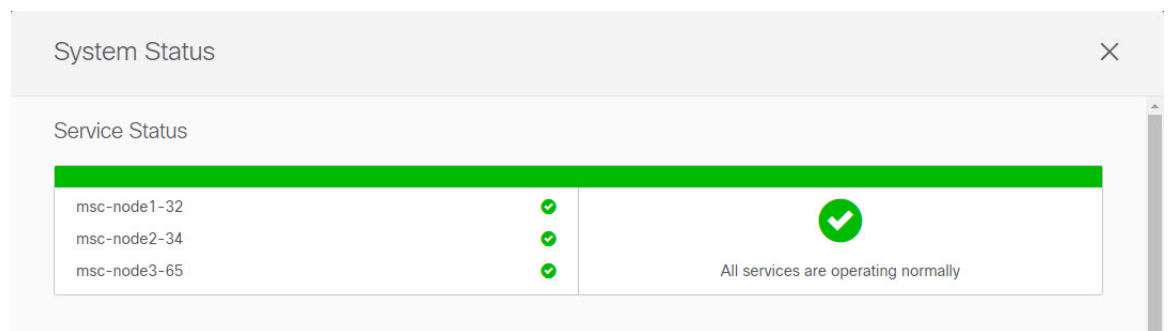 System Status
Service Status
msc-node1-32
msc-node2-34
msc-node3-65
All services are operating normally